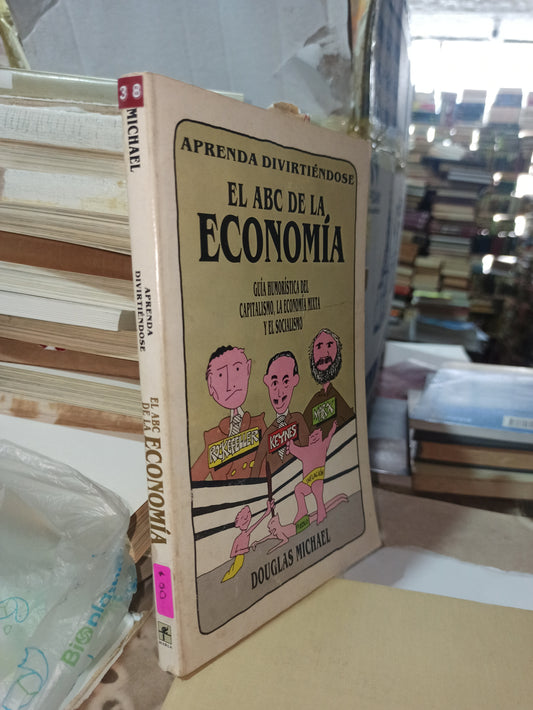 38
MICHAEL
APRENDA
DIVIRTIÉNDOSE
EL ABC
DE LA
ECONOMÍA
APRENDA DIVIRTIÉNDOSE
EL ABC DE LA
ECONOMÍA
GUÍA HUMORÍSTICA DEL
CAPITALISMO, LA ECONOMÍA MIXTA
Y EL SOCIALISMO
ROCKEFELLER
KEYNES
MARX
DOUGLAS MICHAEL